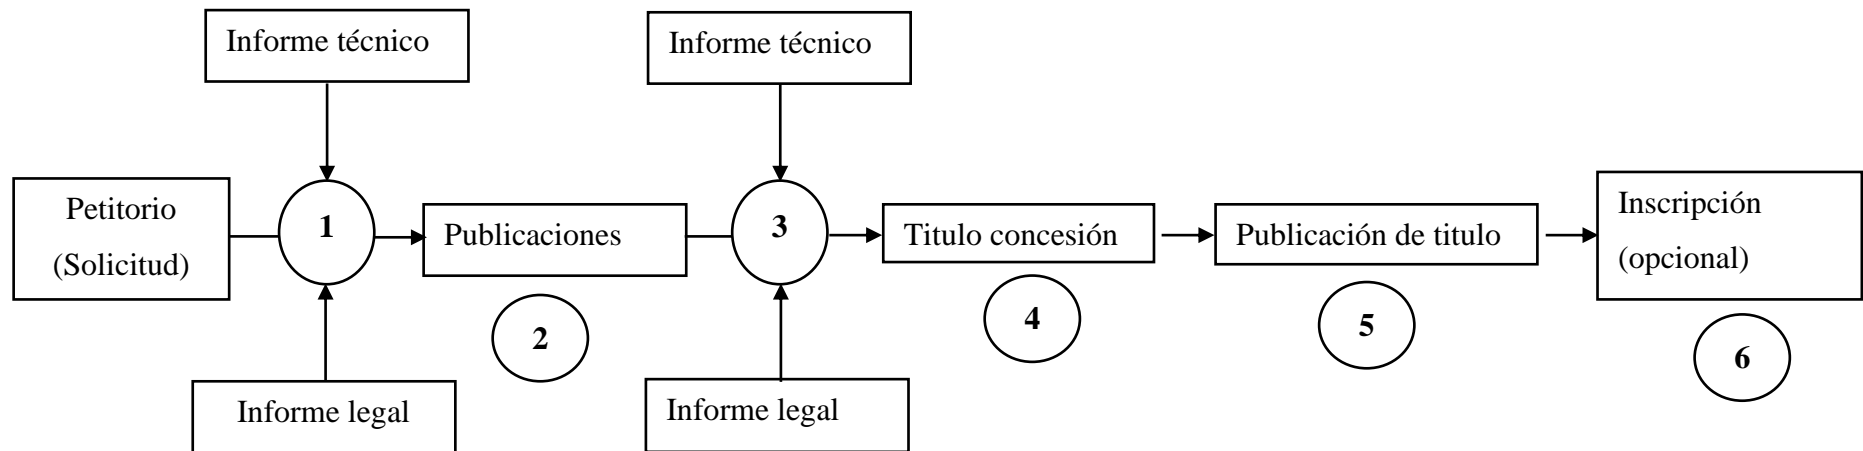 Informe técnico
Informe técnico
Petitorio
(Solicitud)
1
Publicaciones
3
Titulo concesión
Publicación de titulo
Inscripción
(opcional)
2
4
5
6
Informe legal
Informe legal